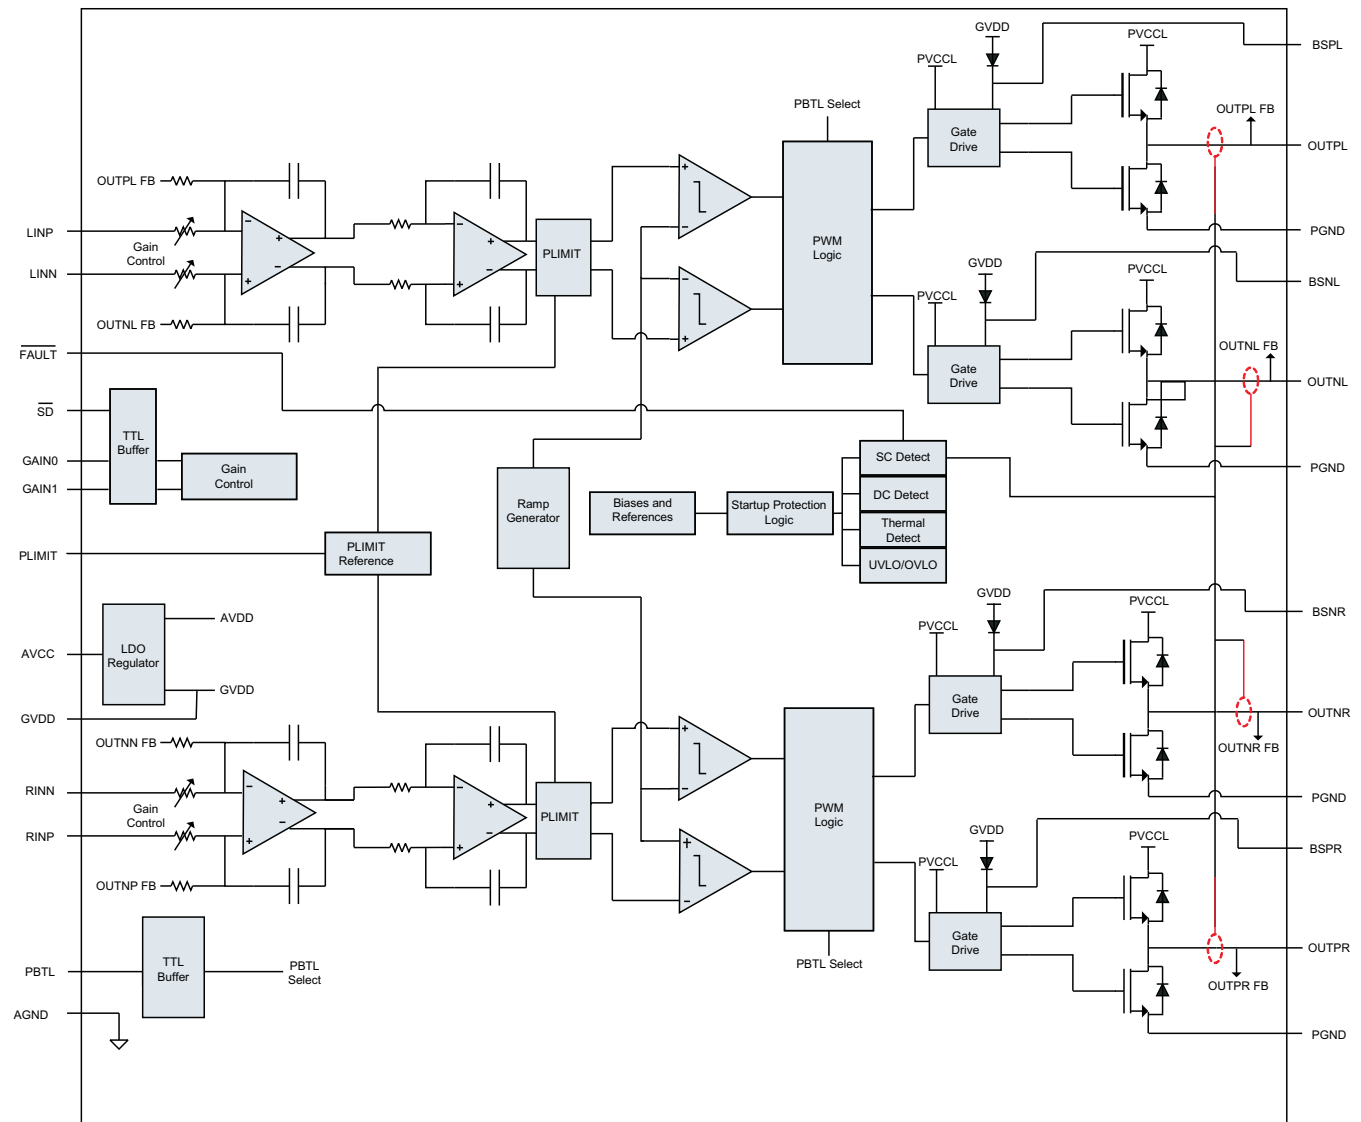 GVDD
BSPL
PVCCL
PVCCL
PBTL Select
OUTPL FB
Gate
Drive
OUTPL
OUTPL FB
LINP
Gain
Control
LINN
OUTNL FB
PLIMIT
PWM
Logic
PGND
GVDD
PVCCL
BSNL
PVCCL
FAULT
OUTNL FB
Gate
Drive
OUTNL
SD
TTL
Buffer
GAIN0
GAIN1
Gain
Control
SC Detect
PGND
DC Detect
Ramp
Generator
Biases and
References
Startup Protection
Logic
Thermal
Detect
UVLO/OVLO
PLIMIT
PLIMIT
Reference
GVDD
PVCCL
BSNR
AVDD
PVCCL
AVCC
LDO
Regulator
GVDD
GVDD
Gate
Drive
OUTNR
OUTNR FB
OUTNN FB
RINN
Gain
Control
RINP
OUTNP FB
PLIMIT
PWM
Logic
PGND
GVDD
PVCCL
BSPR
PVCCL
Gate
Drive
OUTPR
OUTPR FB
PBTL Select
PBTL
TTL
Buffer
PBTL
Select
AGND
PGND